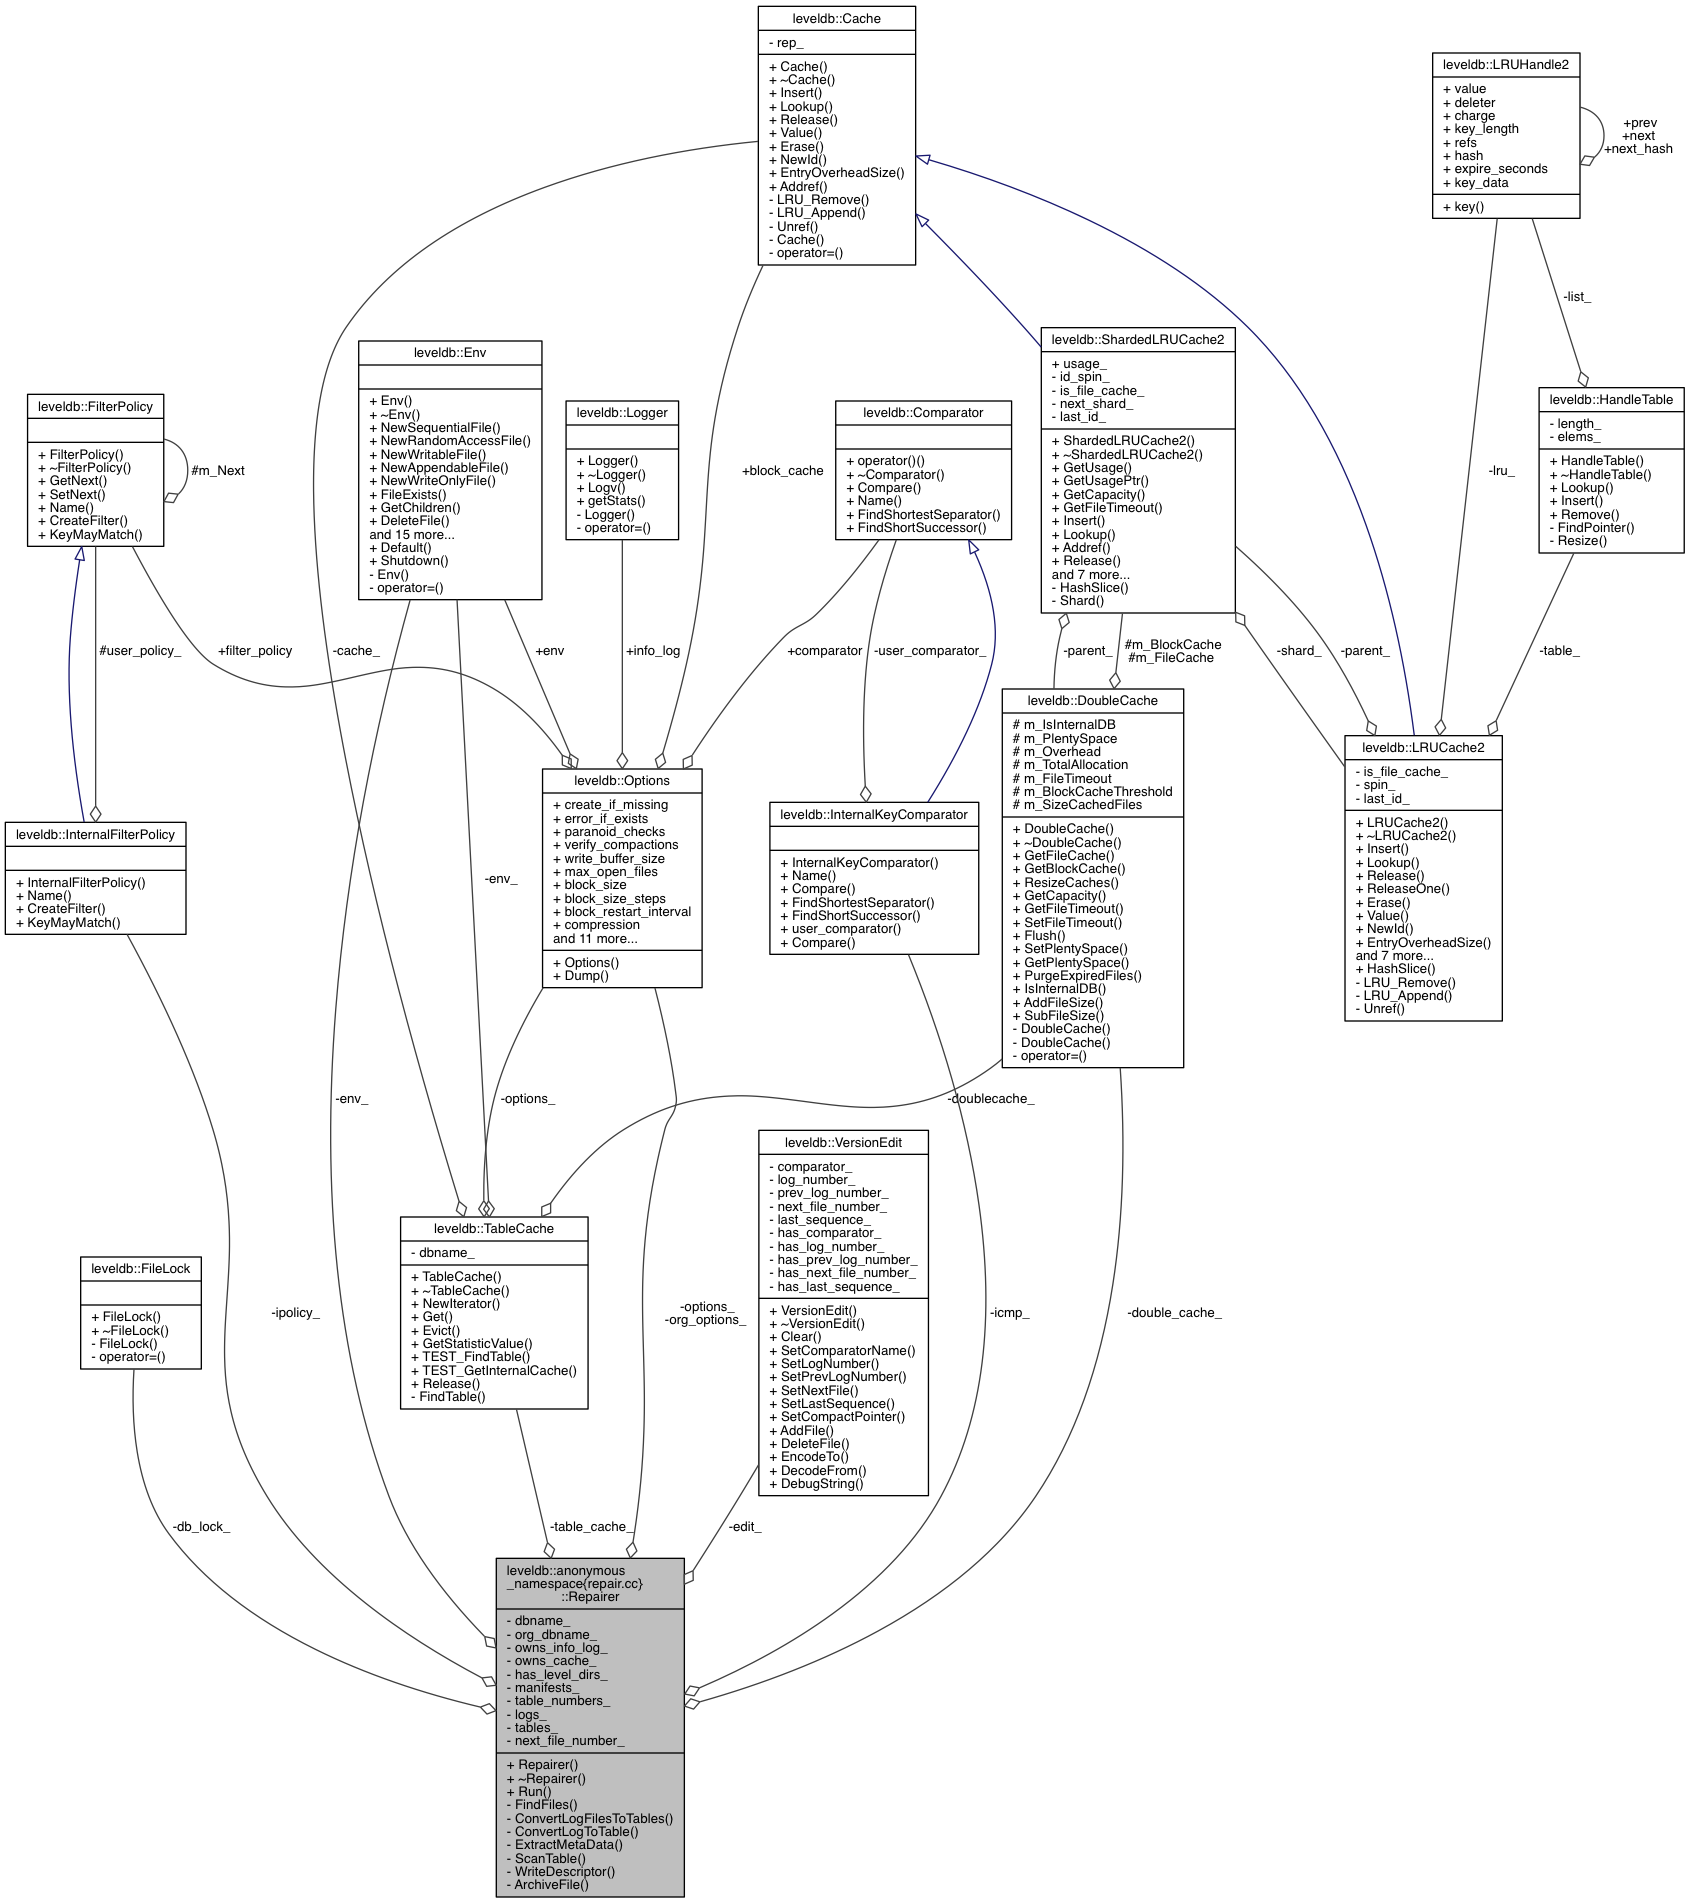 leveldb::Cache
- rep_
+ Cache()
+ ~Cache()
+ Insert()
+ Lookup()
+ Release()
+ Value()
+ Erase()
+ NewId()
+ EntryOverheadSize()
+ Addref()
- LRU_Remove()
- LRU_Append()
- Unref()
- Cache()
- operator=()
leveldb::LRUHandle2
+ value
+ deleter
+ charge
+ key_length
+ refs
+ hash
+ expire_seconds
+ key_data
+ key()
+prev
+next
+next_hash
leveldb::ShardedLRUCache2
+ usage_
- id_spin_
- is_file_cache_
- next_shard_
- last_id_
+ ShardedLRUCache2()
+ ~ShardedLRUCache2()
+ GetUsage()
+ GetUsagePtr()
+ GetCapacity()
+ GetFileTimeout()
+ Insert()
+ Lookup()
+ Addref()
+ Release()
and 7 more...
- HashSlice()
- Shard()
leveldb::Env
+ Env()
+ ~Env()
+ NewSequentialFile()
+ NewRandomAccessFile()
+ NewWritableFile()
+ NewAppendableFile()
+ NewWriteOnlyFile()
+ FileExists()
+ GetChildren()
+ DeleteFile()
and 15 more...
+ Default()
+ Shutdown()
- Env()
- operator=()
leveldb::FilterPolicy
+ FilterPolicy()
+ ~FilterPolicy()
+ GetNext()
+ SetNext()
+ Name()
+ CreateFilter()
+ KeyMayMatch()
#m_Next
leveldb::Logger
+ Logger()
+ ~Logger()
+ Logv()
+ getStats()
- Logger()
- operator=()
+block_cache
leveldb::Comparator
+ operator()()
+ ~Comparator()
+ Compare()
+ Name()
+ FindShortestSeparator()
+ FindShortSuccessor()
-list_
leveldb::HandleTable
- length_
- elems_
+ HandleTable()
+ ~HandleTable()
+ Lookup()
+ Insert()
+ Remove()
- FindPointer()
- Resize()
-lru_
#user_policy_
+filter_policy
-cache_
+env
+info_log
+comparator
-user_comparator_
-parent_
#m_BlockCache
#m_FileCache
-shard_
-parent_
-table_
leveldb::DoubleCache
# m_IsInternalDB
# m_PlentySpace
# m_Overhead
# m_TotalAllocation
# m_FileTimeout
# m_BlockCacheThreshold
# m_SizeCachedFiles
+ DoubleCache()
+ ~DoubleCache()
+ GetFileCache()
+ GetBlockCache()
+ ResizeCaches()
+ GetCapacity()
+ GetFileTimeout()
+ SetFileTimeout()
+ Flush()
+ SetPlentySpace()
+ GetPlentySpace()
+ PurgeExpiredFiles()
+ IsInternalDB()
+ AddFileSize()
+ SubFileSize()
- DoubleCache()
- DoubleCache()
- operator=()
leveldb::LRUCache2
- is_file_cache_
- spin_
- last_id_
+ LRUCache2()
+ ~LRUCache2()
+ Insert()
+ Lookup()
+ Release()
+ ReleaseOne()
+ Erase()
+ Value()
+ NewId()
+ EntryOverheadSize()
and 7 more...
+ HashSlice()
- LRU_Remove()
- LRU_Append()
- Unref()
leveldb::Options
+ create_if_missing
+ error_if_exists
+ paranoid_checks
+ verify_compactions
+ write_buffer_size
+ max_open_files
+ block_size
+ block_size_steps
+ block_restart_interval
+ compression
and 11 more...
+ Options()
+ Dump()
leveldb::InternalKeyComparator
+ InternalKeyComparator()
+ Name()
+ Compare()
+ FindShortestSeparator()
+ FindShortSuccessor()
+ user_comparator()
+ Compare()
leveldb::InternalFilterPolicy
+ InternalFilterPolicy()
+ Name()
+ CreateFilter()
+ KeyMayMatch()
-env_
-env_
-options_
-doublecache_
leveldb::VersionEdit
- comparator_
- log_number_
- prev_log_number_
- next_file_number_
- last_sequence_
- has_comparator_
- has_log_number_
- has_prev_log_number_
- has_next_file_number_
- has_last_sequence_
+ VersionEdit()
+ ~VersionEdit()
+ Clear()
+ SetComparatorName()
+ SetLogNumber()
+ SetPrevLogNumber()
+ SetNextFile()
+ SetLastSequence()
+ SetCompactPointer()
+ AddFile()
+ DeleteFile()
+ EncodeTo()
+ DecodeFrom()
+ DebugString()
leveldb::TableCache
- dbname_
+ TableCache()
+ ~TableCache()
+ NewIterator()
+ Get()
+ Evict()
+ GetStatisticValue()
+ TEST_FindTable()
+ TEST_GetInternalCache()
+ Release()
- FindTable()
leveldb::FileLock
+ FileLock()
+ ~FileLock()
- FileLock()
- operator=()
-ipolicy_
-options_
-org_options_
-icmp_
-double_cache_
-db_lock_
-table_cache_
-edit_
leveldb::anonymous
_namespace{repair.cc}
::Repairer
- dbname_
- org_dbname_
- owns_info_log_
- owns_cache_
- has_level_dirs_
- manifests_
- table_numbers_
- logs_
- tables_
- next_file_number_
+ Repairer()
+ ~Repairer()
+ Run()
- FindFiles()
- ConvertLogFilesToTables()
- ConvertLogToTable()
- ExtractMetaData()
- ScanTable()
- WriteDescriptor()
- ArchiveFile()